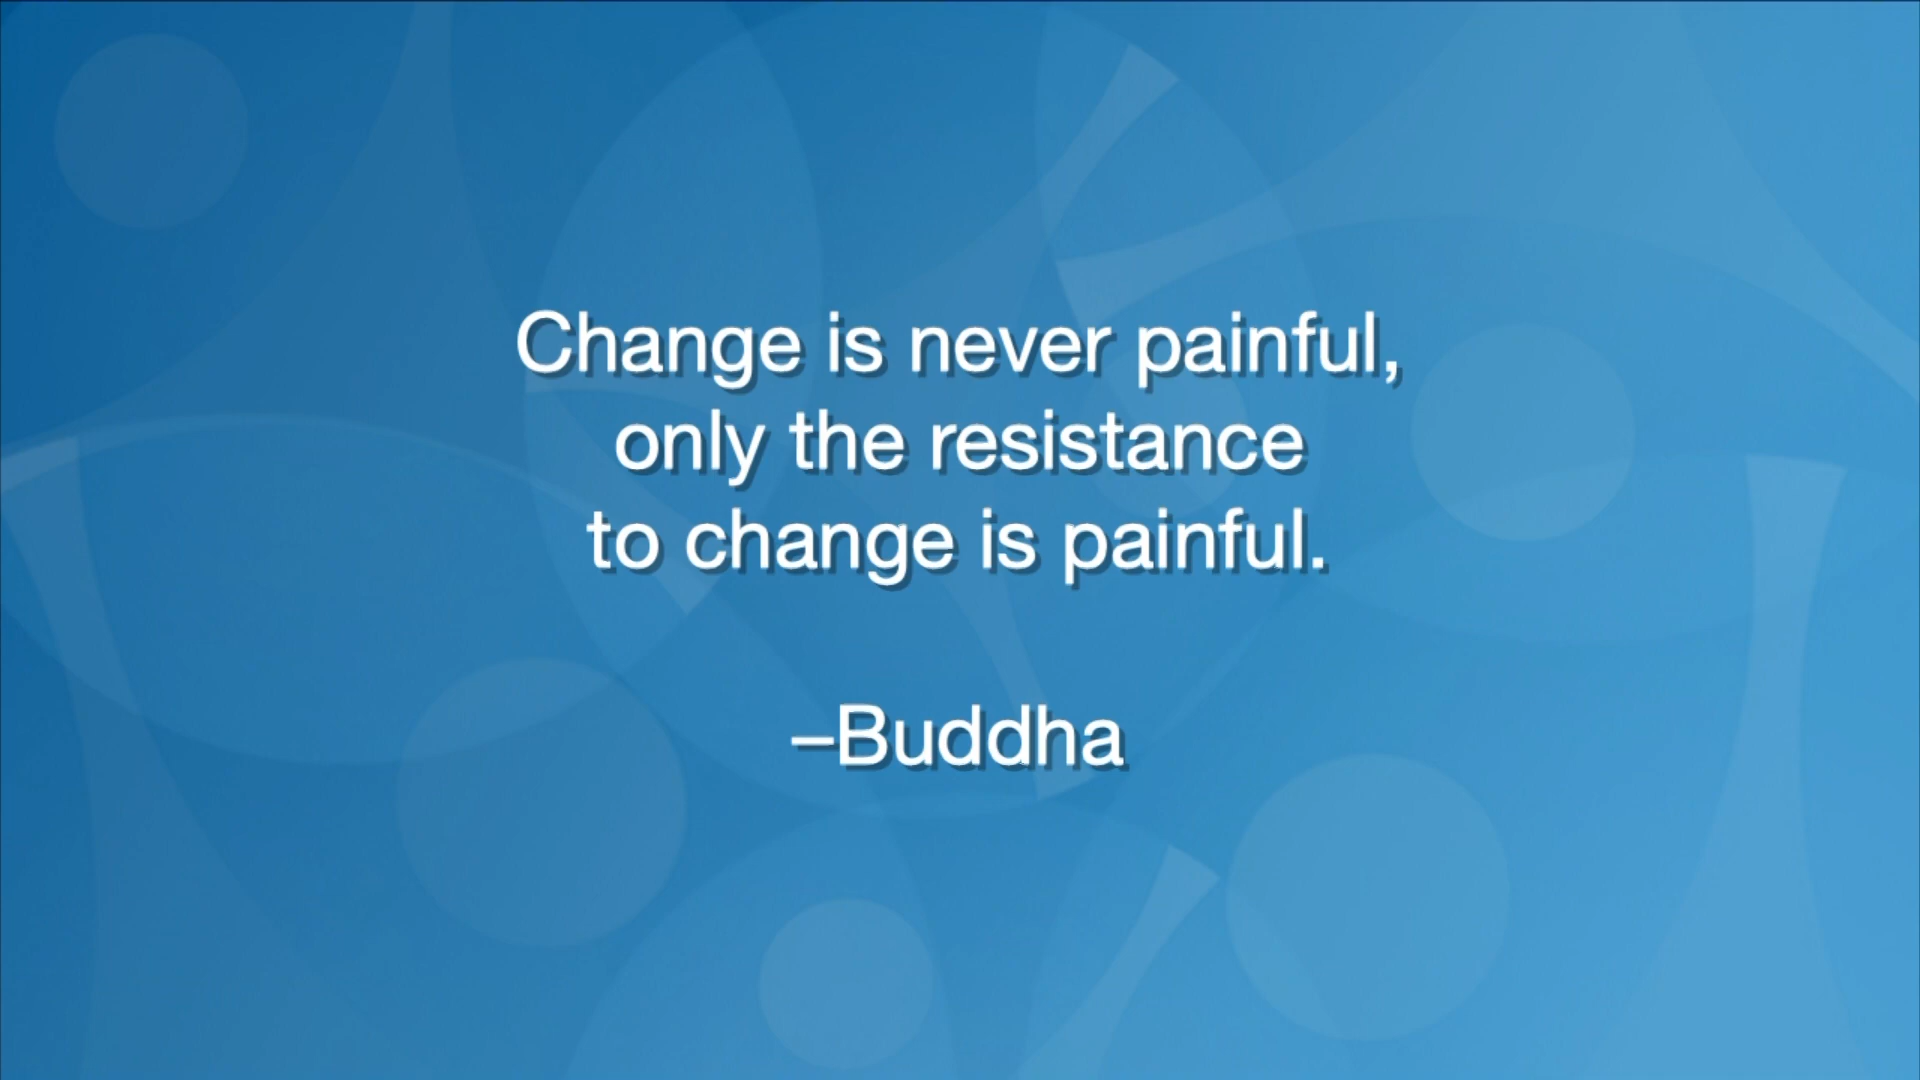 Change is never painful,
only the resistance
to change is painful.
–Buddha